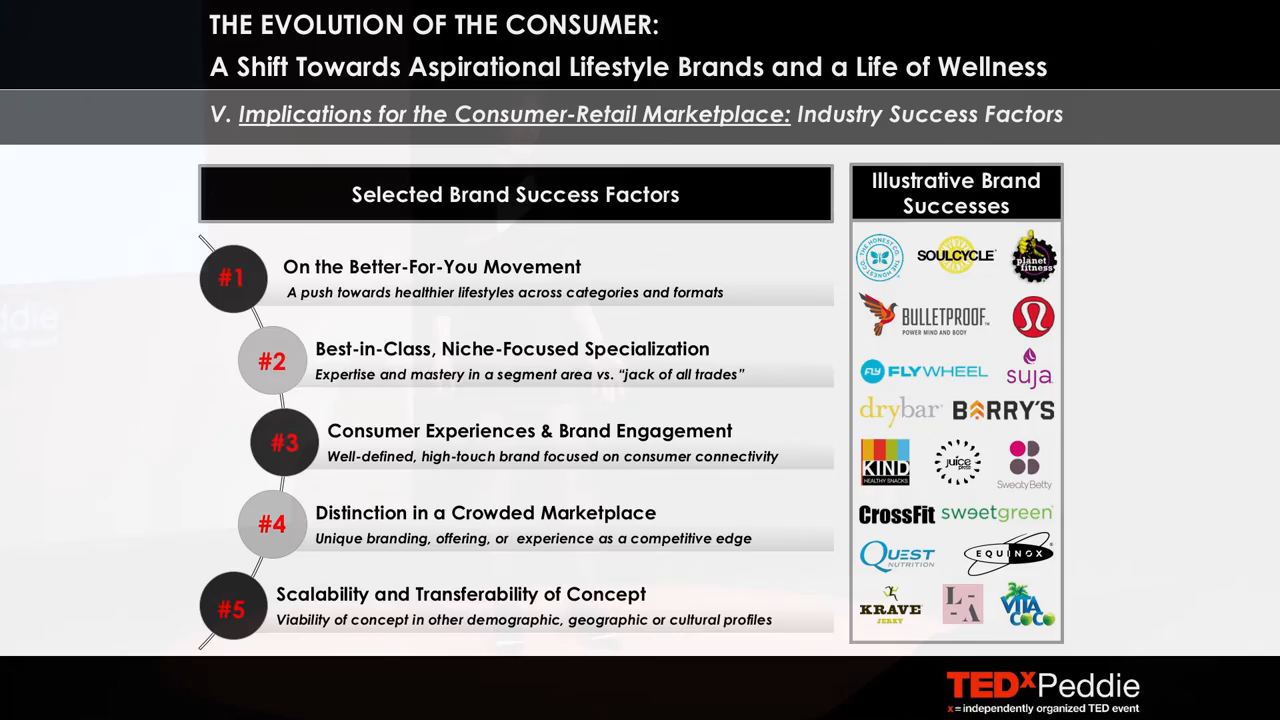 THE EVOLUTION OF THE CONSUMER:
A Shift Towards Aspirational Lifestyle Brands and a Life of Wellness
V. Implications for the Consumer-Retail Marketplace: Industry Success Factors
Selected Brand Success Factors
#1
On the Better-For-You Movement
A push towards healthier lifestyles across categories and formats
#2
Best-in-Class, Niche-Focused Specialization
Expertise and mastery in a segment area vs. “jack of all trades”
#3
Consumer Experiences & Brand Engagement
Well-defined, high-touch brand focused on consumer connectivity
#4
Distinction in a Crowded Marketplace
Unique branding, offering, or experience as a competitive edge
#5
Scalability and Transferability of Concept
Viability of concept in other demographic, geographic or cultural profiles
Illustrative Brand
Successes
THE HONEST CO. THE HONEST CO.
SOULCYCLE
planet
fitness
BULLETPROOF
POWER MIND AND BODY
FLY FLYWHEEL
suja
drybar
BARRY'S
KIND
HEALTHY SNACKS
juice
press
SweatyBetty
CrossFit
sweetgreen
QUEST
NUTRITION
EQUINOX
KRAVE
JERKY
VITA
COCO
ddie
TEDxPeddie
x = independently organized TED event